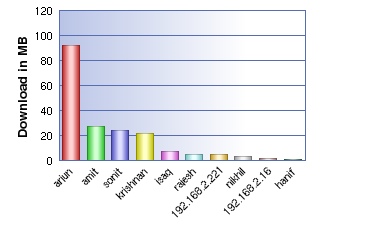 120
100
80
60
40
20
0
Download in MB
arjun
amit
sonit
krishnan
isaq
rajesh
192.168.2.221
nikhil
192.168.2.16
hanif